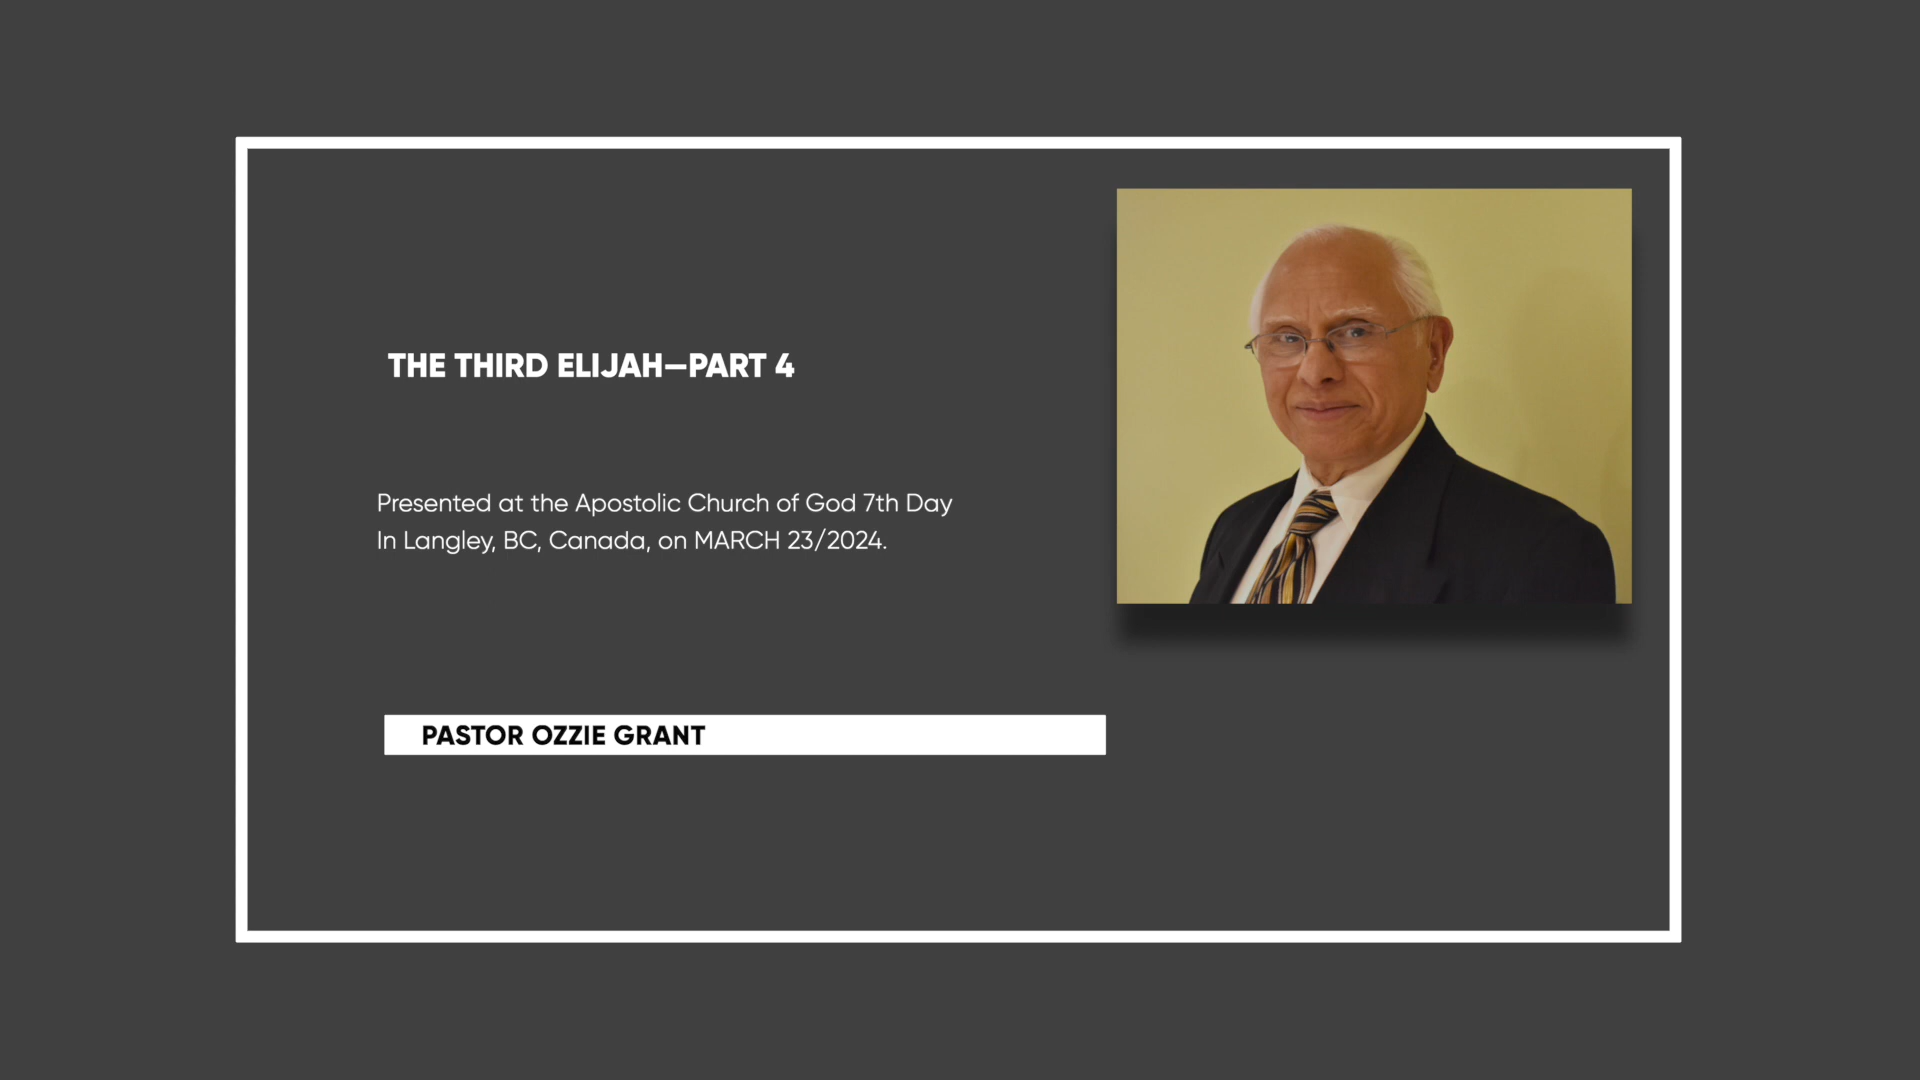 THE THIRD ELIJAH—PART 4
Presented at the Apostolic Church of God 7th Day
In Langley, BC, Canada, on MARCH 23/2024.
PASTOR OZZIE GRANT